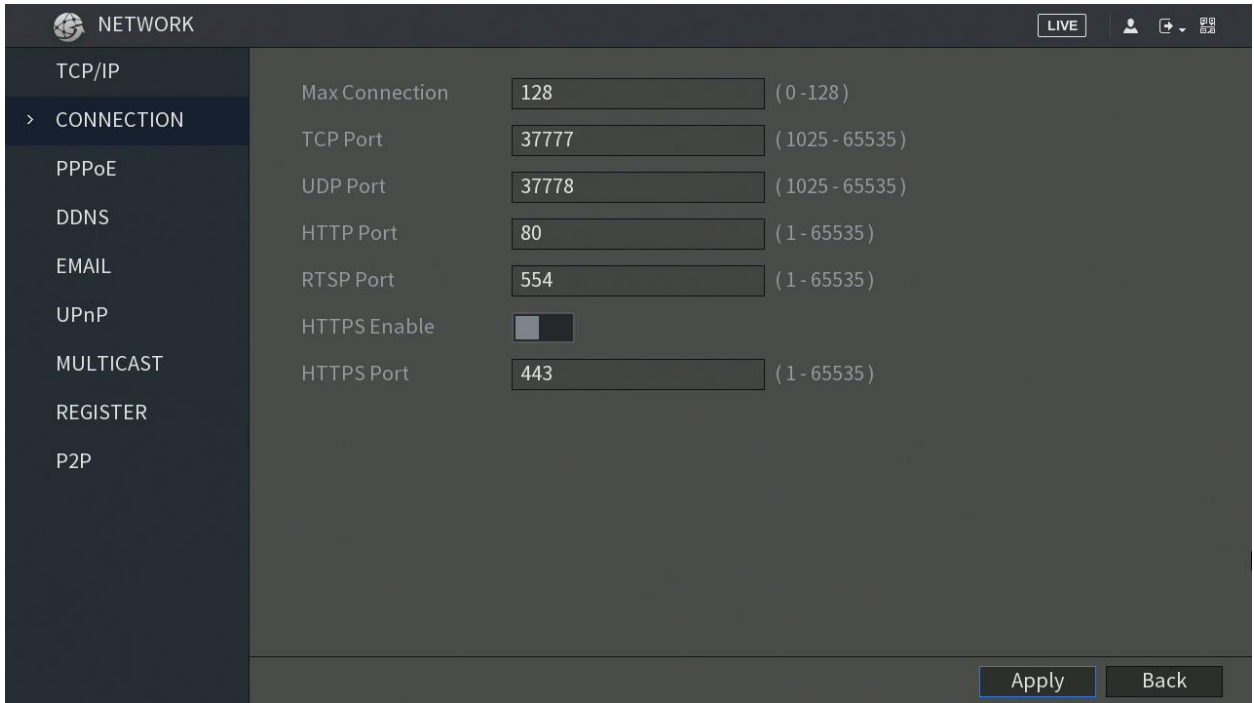 NETWORK
LIVE
TCP/IP
CONNECTION
PPPoE
DDNS
EMAIL
UPnP
MULTICAST
REGISTER
P2P
Max Connection 128 ( 0 -128 )
TCP Port 37777 ( 1025 - 65535 )
UDP Port 37778 ( 1025 - 65535 )
HTTP Port 80 ( 1 - 65535 )
RTSP Port 554 ( 1 - 65535 )
HTTPS Enable
HTTPS Port 443 ( 1 - 65535 )
Apply Back